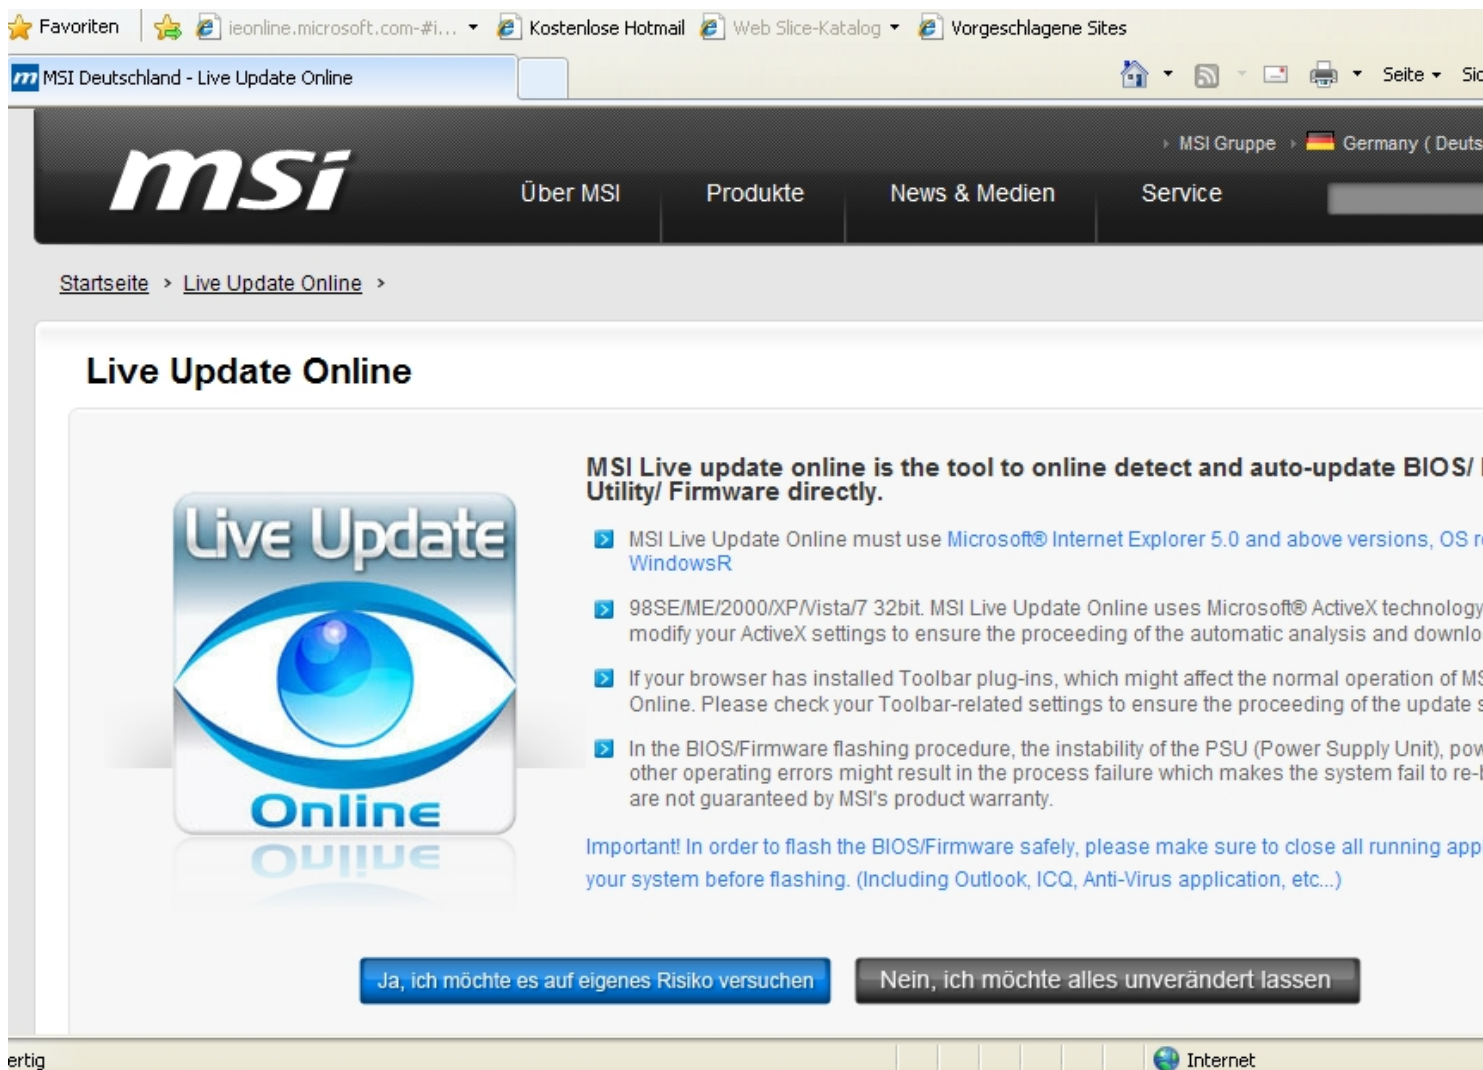 Favoriten ieonline.microsoft.com-#i... Kostenlose Hotmail Web Slice-Katalog Vorgeschlagene Sites
MSI Deutschland - Live Update Online Seite
msi
MSI Gruppe Germany ( Deuts
Über MSI Produkte News & Medien Service
Startseite > Live Update Online >
Live Update Online
MSI Live update online is the tool to online detect and auto-update BIOS/
Utility/ Firmware directly.
MSI Live Update Online must use Microsoft® Internet Explorer 5.0 and above versions, OS
WindowsR
98SE/ME/2000/XP/Vista/7 32bit. MSI Live Update Online uses Microsoft® ActiveX technology
modify your ActiveX settings to ensure the proceeding of the automatic analysis and downlo
If your browser has installed Toolbar plug-ins, which might affect the normal operation of MS
Online. Please check your Toolbar-related settings to ensure the proceeding of the update
In the BIOS/Firmware flashing procedure, the instability of the PSU (Power Supply Unit), pow
other operating errors might result in the process failure which makes the system fail to re-
are not guaranteed by MSI's product warranty.
Important! In order to flash the BIOS/Firmware safely, please make sure to close all running app
your system before flashing. (Including Outlook, ICQ, Anti-Virus application, etc...)
Live Update
Online
Ja, ich möchte es auf eigenes Risiko versuchen Nein, ich möchte alles unverändert lassen
ertig Internet